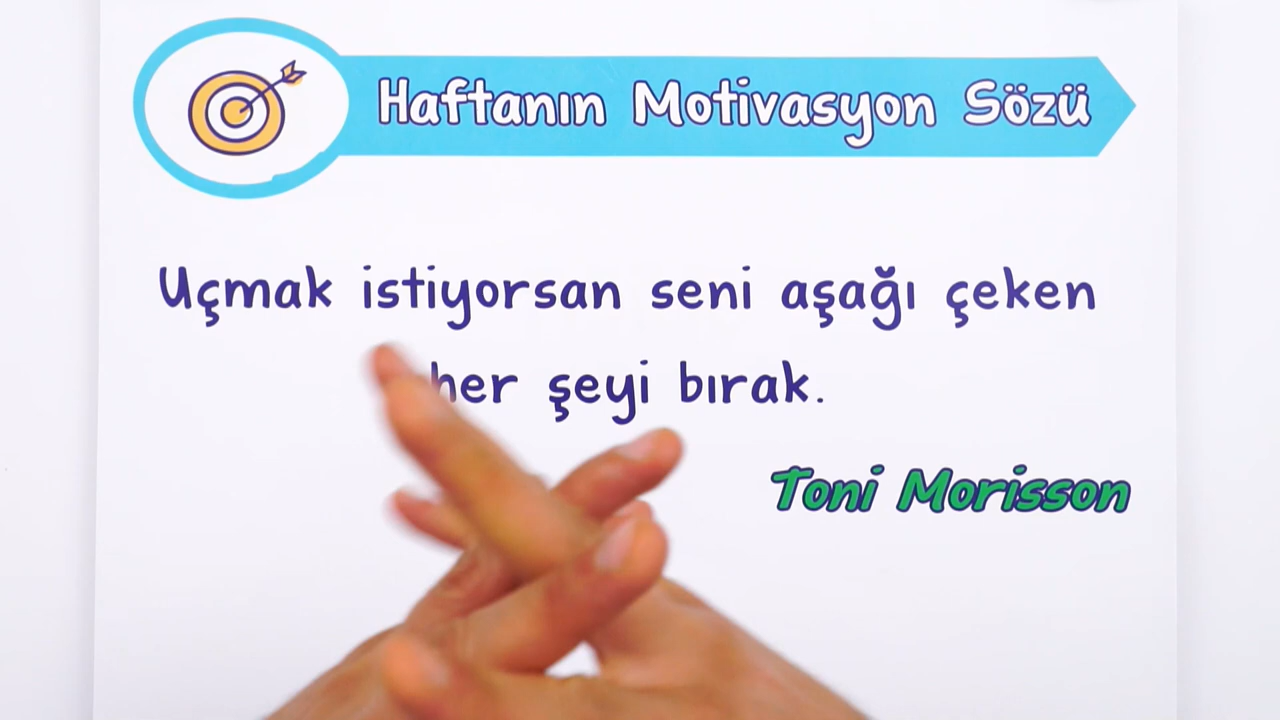 Haftanın Motivasyon Sözü
Uçmak istiyorsan seni aşağı çeken
her şeyi bırak.
Toni Morisson